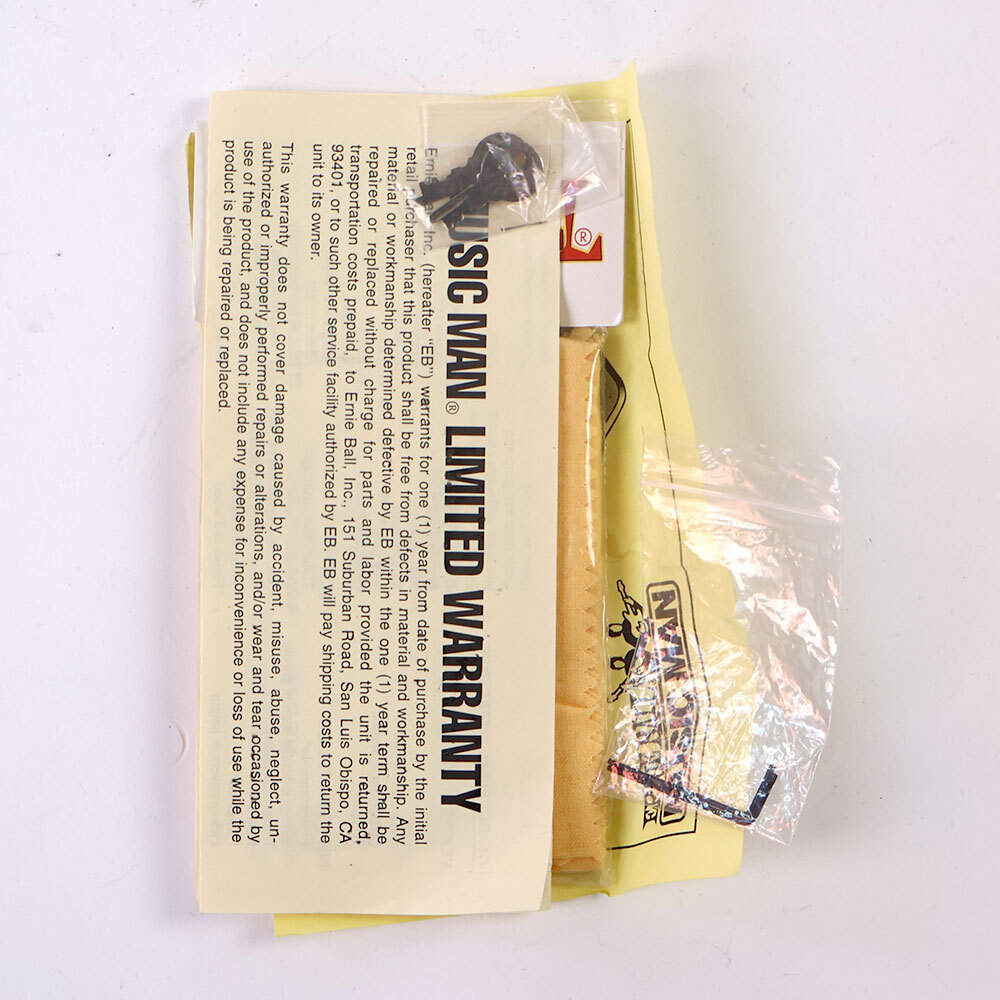 USIC MAN® LIMITED WARRANTY
Ernie Inc. (hereafter "EB") warrants for one (1) year from date of purchase by the initial
retail purchaser that this product shall be free from defects in material and workmanship. Any
material or workmanship determined defective by EB within the one (1) year term shall be
repaired or replaced without charge for parts and labor provided the unit is returned,
transportation costs prepaid, to Ernie Ball, Inc., 151 Suburban Road, San Luis Obispo, CA
93401, or to such other service facility authorized by EB. EB will pay shipping costs to return the
unit to its owner.
This warranty does not cover damage caused by accident, misuse, abuse, neglect, un-
authorized or improperly performed repairs or alterations, and/or wear and tear occasioned by
use of the product, and does not include any expense for inconvenience or loss of use while the
product is being repaired or replaced.
L®